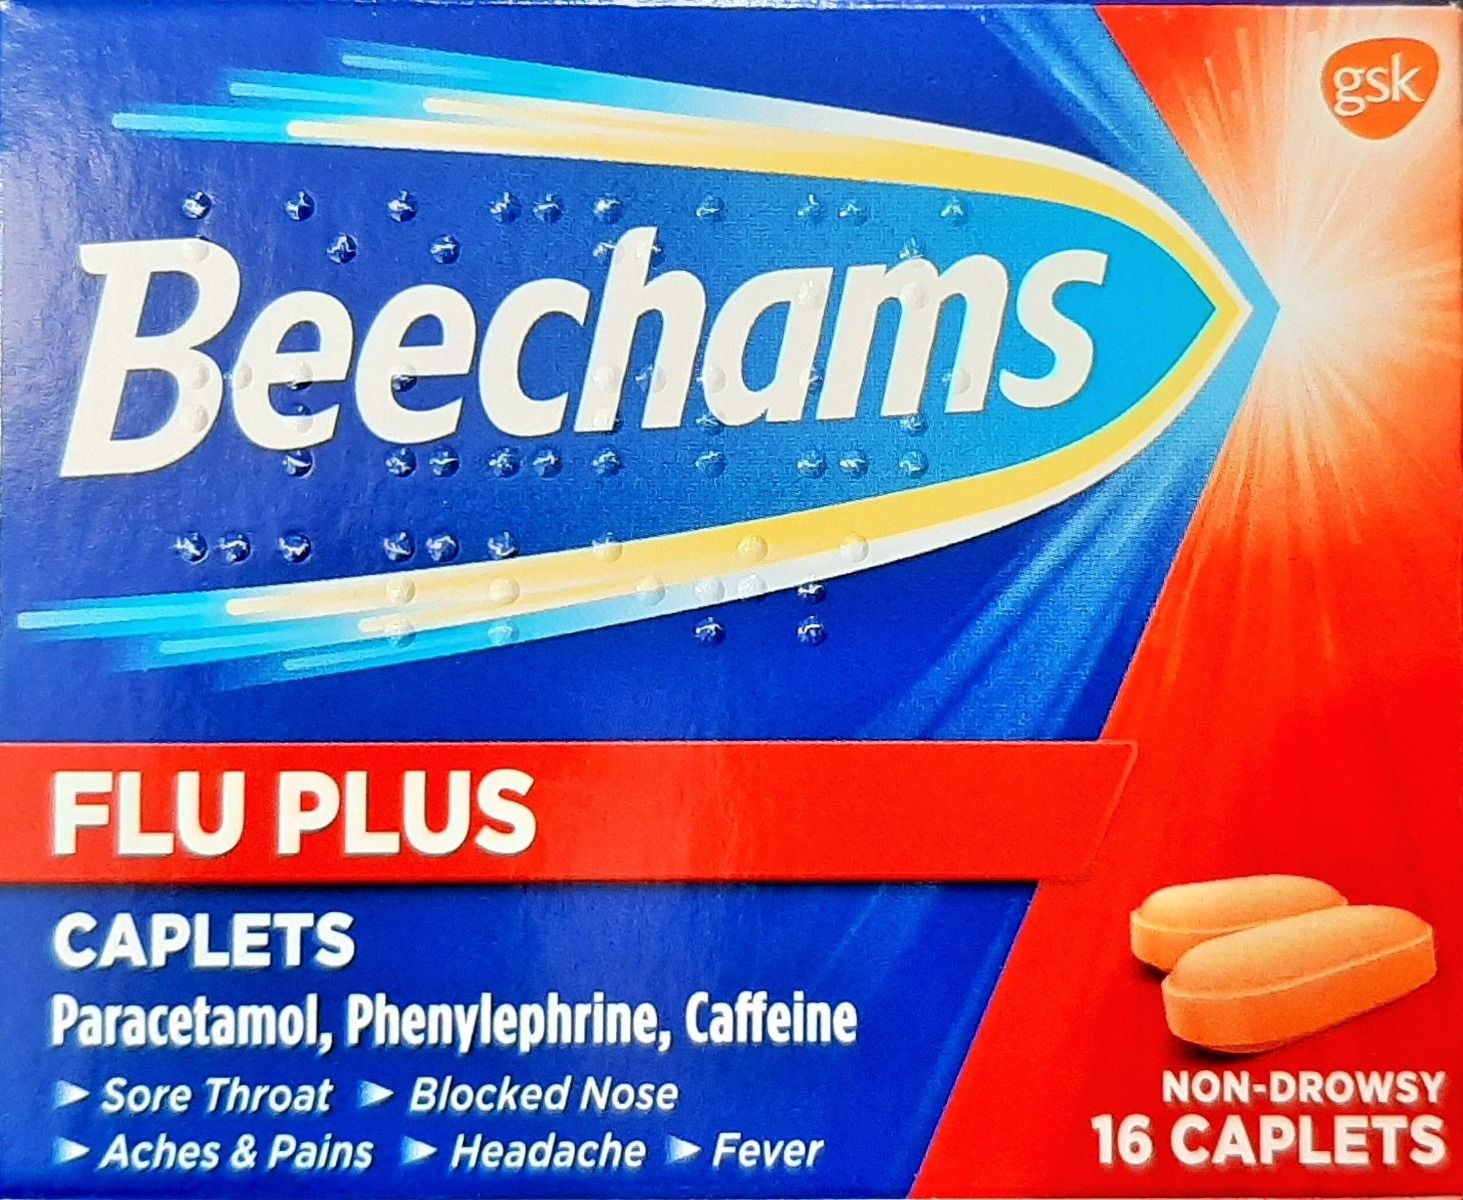 gsk
Beechams
FLU PLUS
CAPLETS
Paracetamol, Phenylephrine, Caffeine
Sore Throat Blocked Nose
Aches & Pains Headache Fever
NON-DROWSY
16 CAPLETS